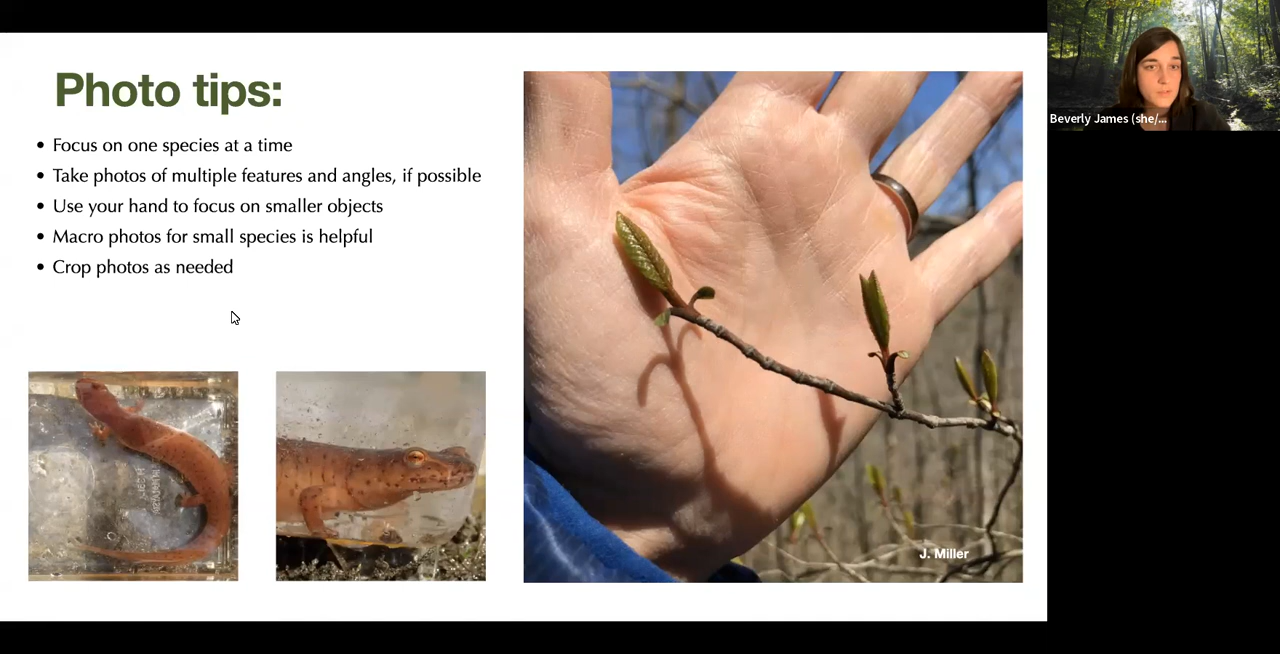 Photo tips:
• Focus on one species at a time
• Take photos of multiple features and angles, if possible
• Use your hand to focus on smaller objects
• Macro photos for small species is helpful
• Crop photos as needed
J. Miller
Beverly James (she/...